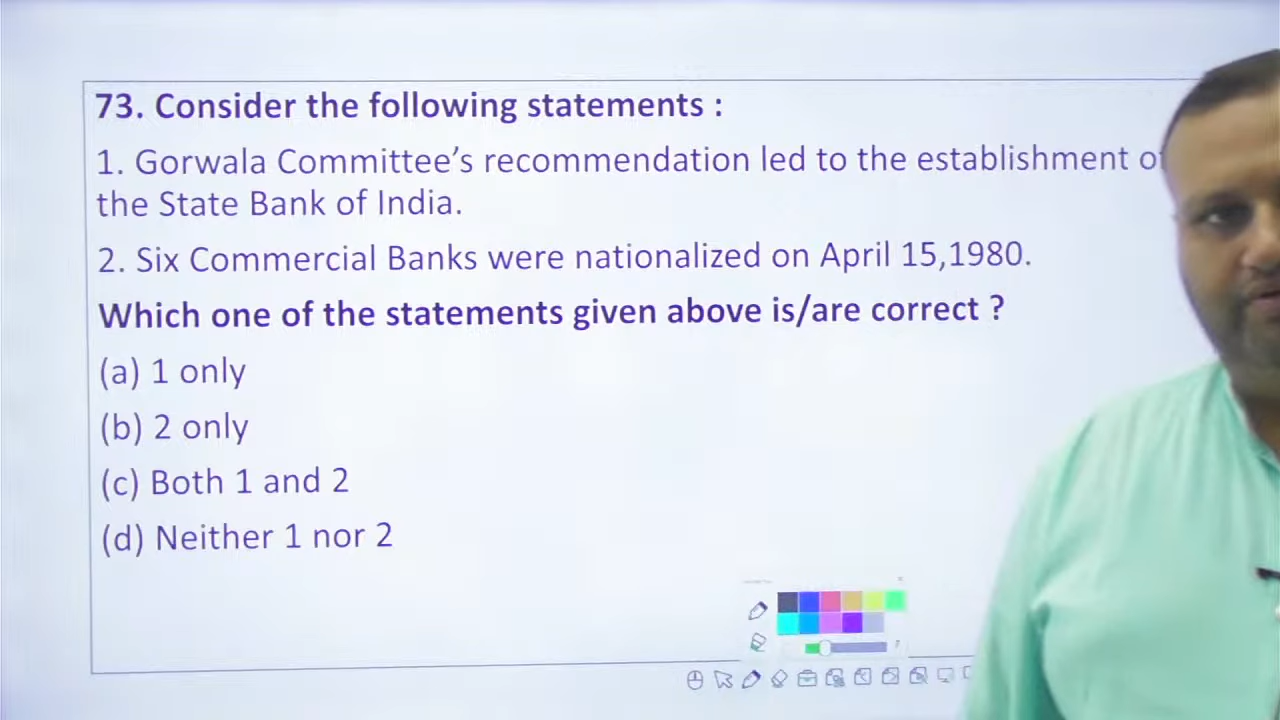 73. Consider the following statements :
1. Gorwala Committee’s recommendation led to the establishment
the State Bank of India.
2. Six Commercial Banks were nationalized on April 15,1980.
Which one of the statements given above is/are correct ?
(a) 1 only
(b) 2 only
(c) Both 1 and 2
(d) Neither 1 nor 2